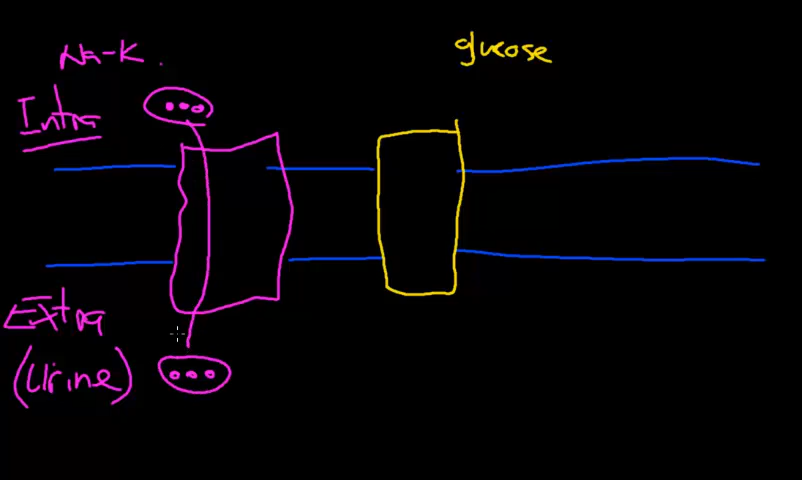 Na-K.
glucose
Intra
Extra
(Urine)